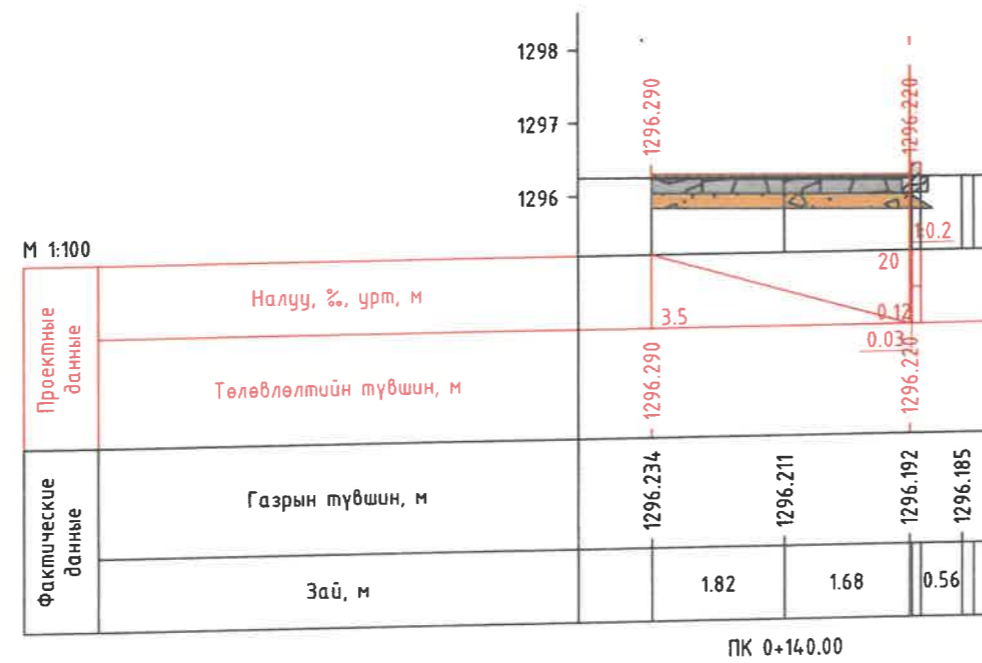 1298
1297
1296
1296.290
1296.220
1:0.2
М 1:100
Проектные
данные
Налуу, ‰, урт, м
20
3.5
0.12
0.03
Төлөвлөлтийн түвшин, м
1296.290
1296.220
Фактические
данные
Газрын түвшин, м
1296.234
1296.211
1296.192
1296.185
Зай, м
1.82
1.68
0.56
ПК 0+140.00